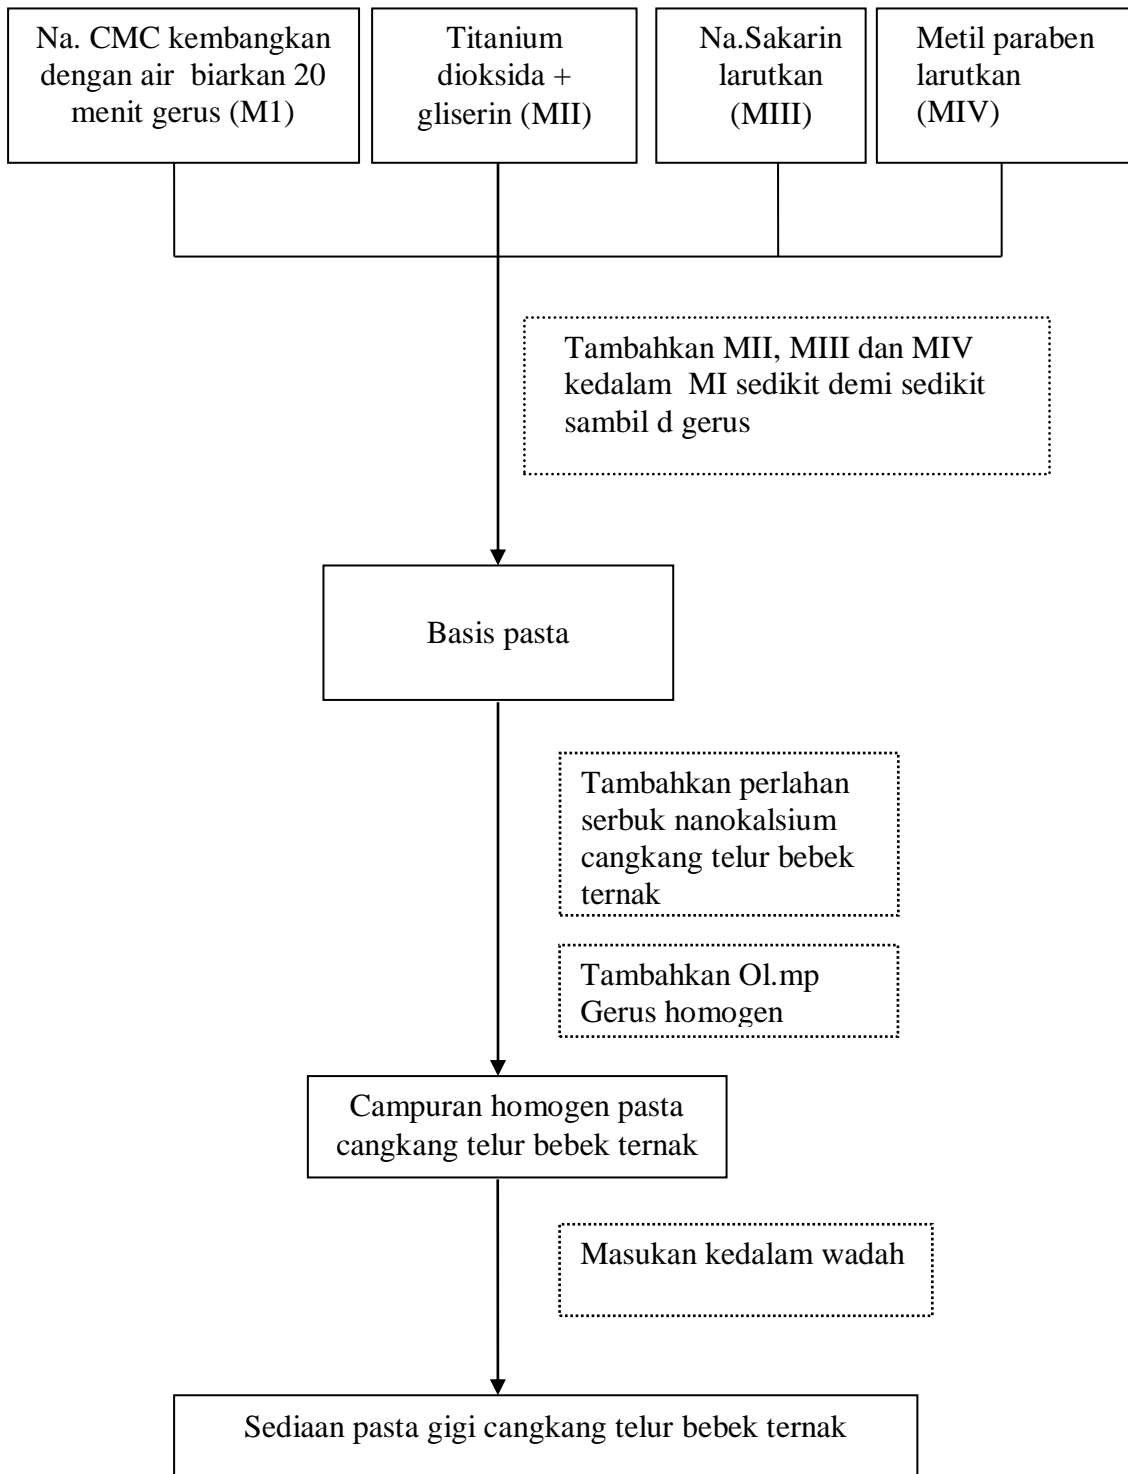 Na. CMC kembangkan
dengan air biarkan 20
menit gerus (M1)
Titanium
dioksida +
gliserin (MII)
Na.Sakarin
larutkan
(MIII)
Metil paraben
larutkan
(MIV)
Tambahkan MII, MIII dan MIV
kedalam MI sedikit demi sedikit
sambil d gerus
Basis pasta
Tambahkan perlahan
serbuk nanokalsium
cangkang telur bebek
ternak
Tambahkan Ol.mp
Gerus homogen
Campuran homogen pasta
cangkang telur bebek ternak
Masukan kedalam wadah
Sediaan pasta gigi cangkang telur bebek ternak